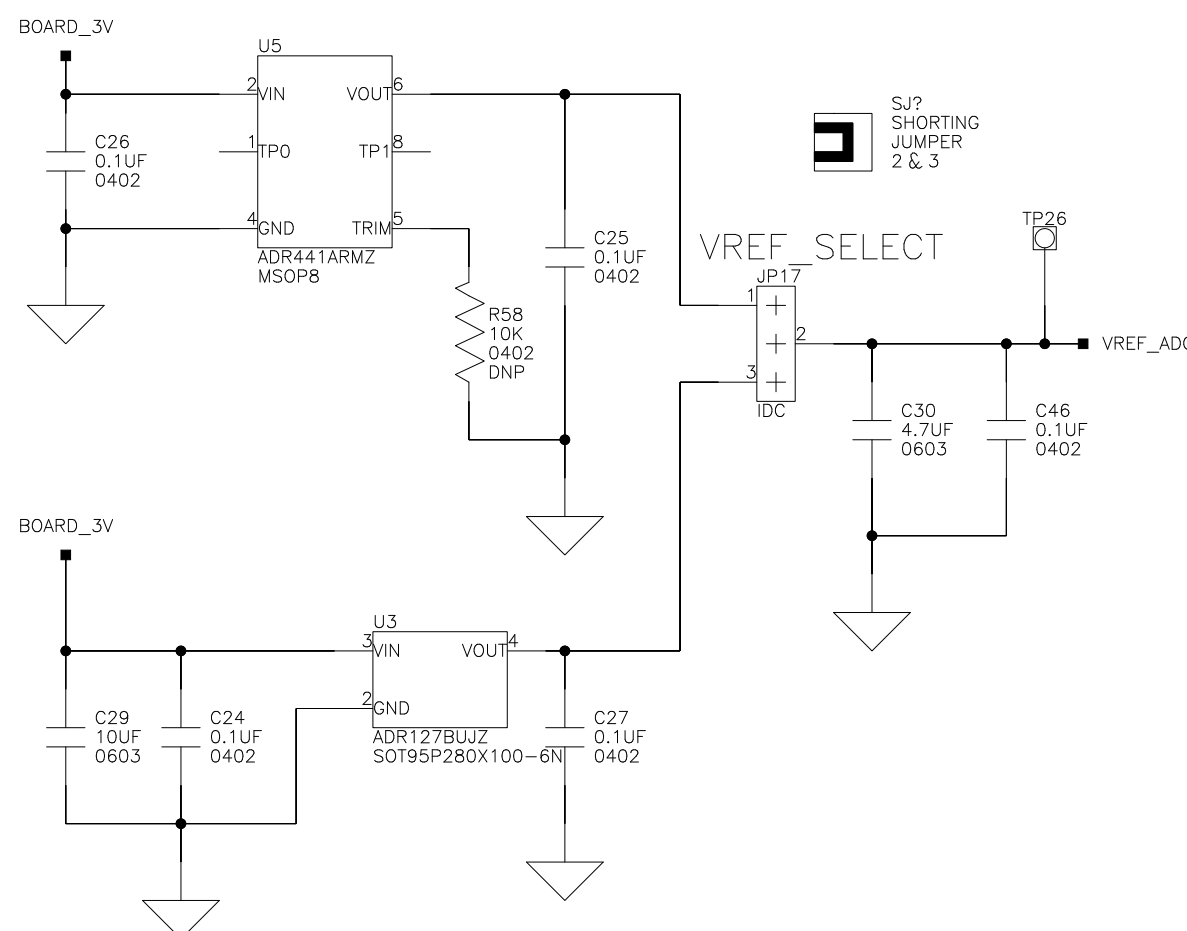 BOARD_3V
U5
2
VIN
VOUT
6
1
TP0
TP1
8
4
GND
TRIM
5
ADR441ARMZ
MSOP8
C26
0.1UF
0402
C25
0.1UF
0402
R58
10K
0402
DNP
SJ?
SHORTING
JUMPER
2 & 3
VREF_SELECT
JP17
1
2
3
IDC
TP26
VREF_ADC
C30
4.7UF
0603
C46
0.1UF
0402
BOARD_3V
U3
3
VIN
VOUT
4
2
GND
ADR127BUJZ
SOT95P280X100-6N
C29
10UF
0603
C24
0.1UF
0402
C27
0.1UF
0402